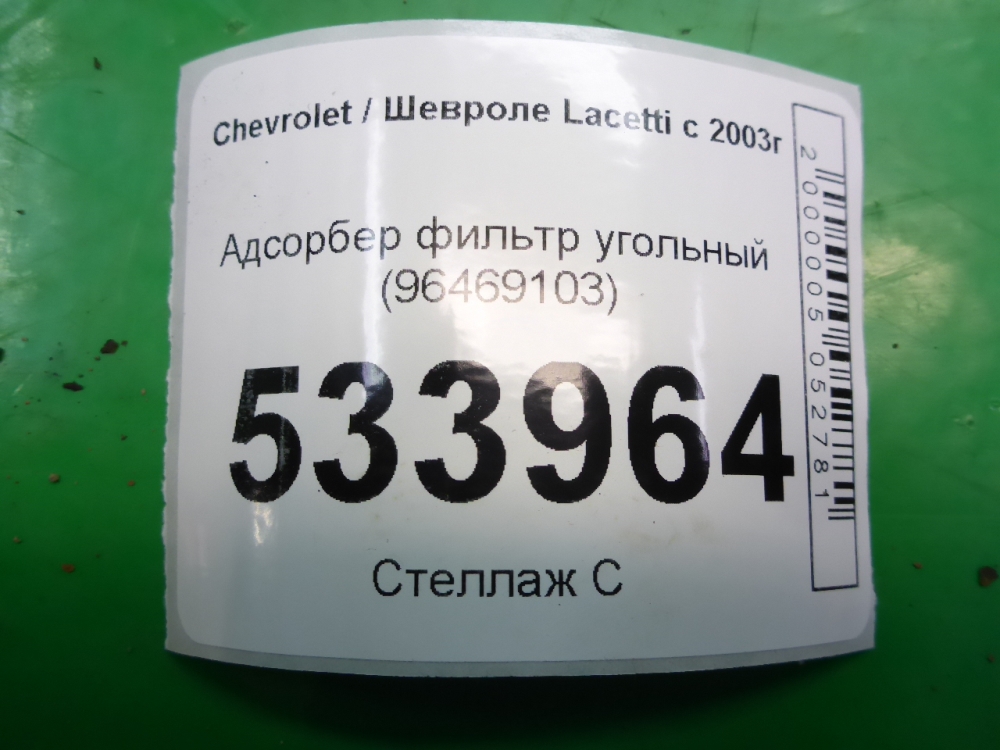 Chevrolet / Шевроле Lacetti с 2003г
Адсорбер фильтр угольный
(96469103)
533964
Стеллаж С
2000005052781